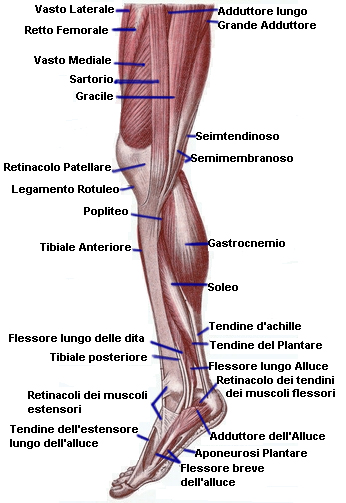 Vasto Laterale
Adduttore lungo
Retto Femorale
Grande Adduttore
Vasto Mediale
Sartorio
Gracile
Seimtendinoso
Semimembranoso
Retinacolo Patellare
Legamento Rotuleo
Popliteo
Tibiale Anteriore
Gastrocnemio
Soleo
Tendine d'achille
Flessore lungo delle dita
Tendine del Plantare
Tibiale posteriore
Flessore lungo Alluce
Retinacolo dei tendini
dei muscoli flessori
Retinacoli dei muscoli
estensori
Tendine dell'estensore
lungo dell'alluce
Adduttore dell'Alluce
Aponeurosi Plantare
Flessore breve
dell'alluce